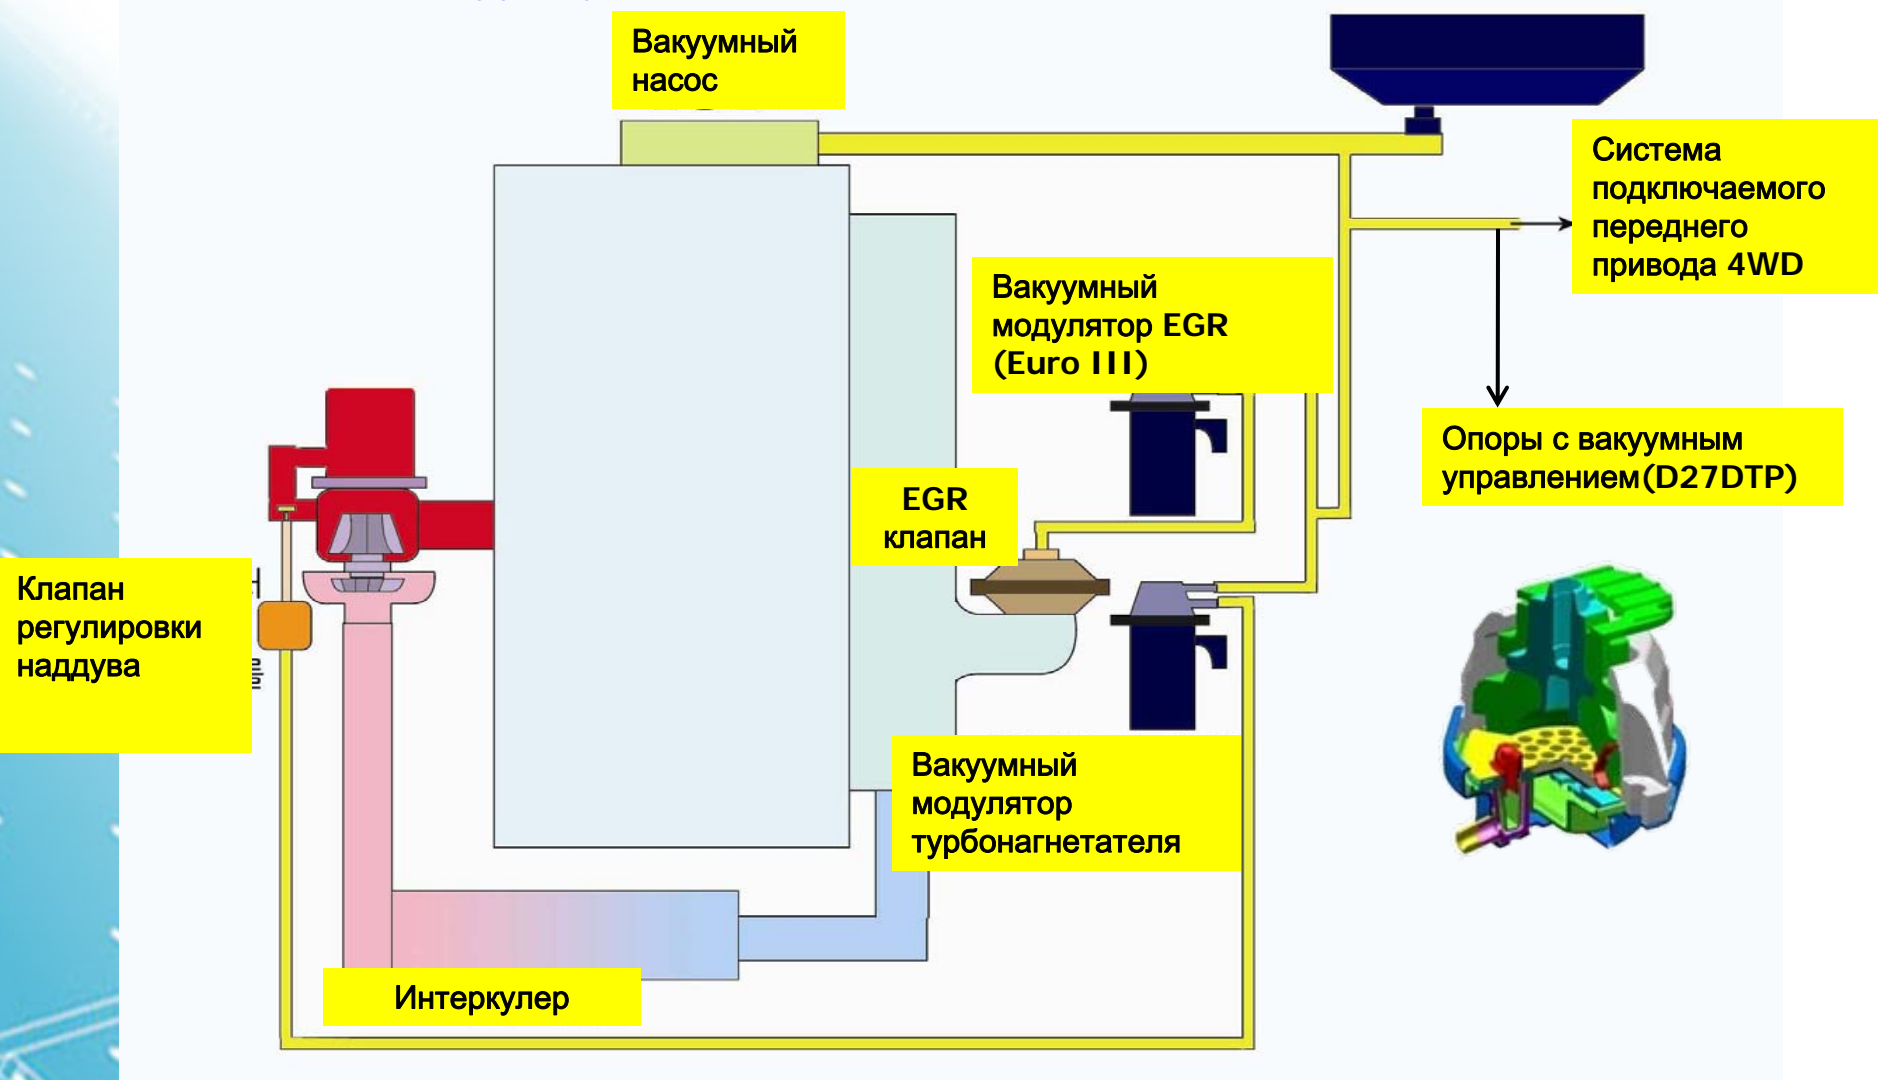 Вакуумный
насос
Система
подключаемого
переднего
привода 4WD
Вакуумный
модулятор EGR
(Euro III)
Опоры с вакуумным
управлением(D27DTP)
EGR
клапан
Клапан
регулировки
наддува
Вакуумный
модулятор
турбонагнетателя
Интеркулер